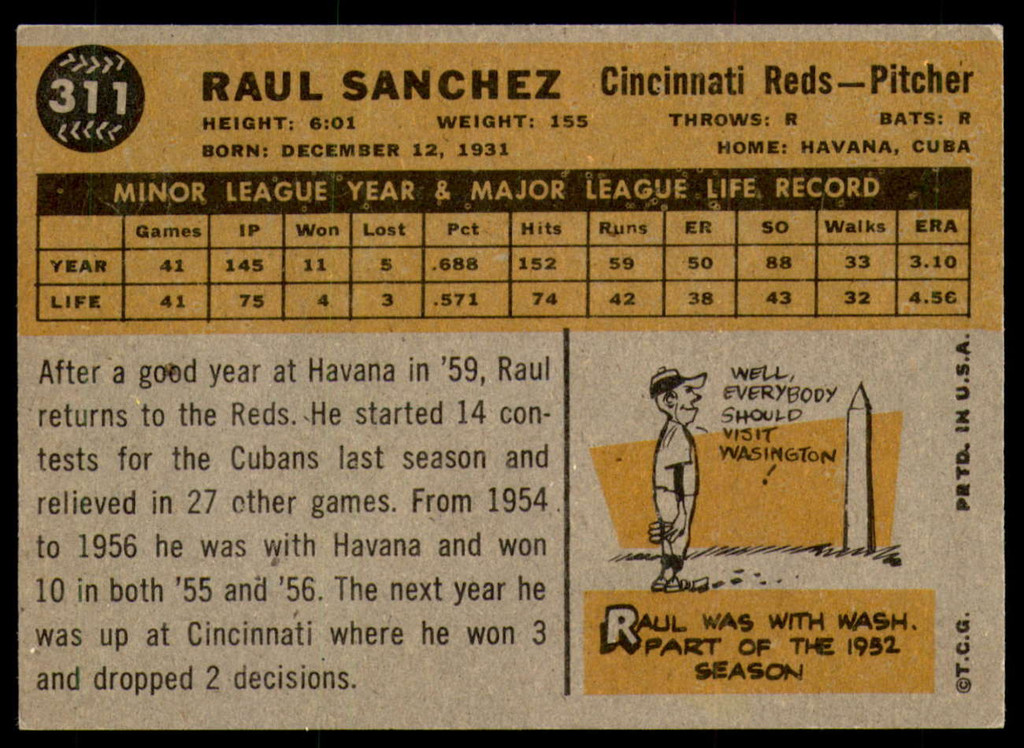 311
RAUL SANCHEZ Cincinnati Reds—Pitcher
HEIGHT: 6:01 WEIGHT: 155 THROWS: R BATS: R
BORN: DECEMBER 12, 1931 HOME: HAVANA, CUBA
MINOR LEAGUE YEAR & MAJOR LEAGUE LIFE RECORD
Games IP Won Lost Pct Hits Runs ER SO Walks ERA
YEAR 41 145 11 5 .688 152 59 50 88 33 3.10
LIFE 41 75 4 3 .571 74 42 38 43 32 4.56
After a good year at Havana in '59, Raul
returns to the Reds. He started 14 con-
tests for the Cubans last season and
relieved in 27 other games. From 1954
to 1956 he was with Havana and won
10 in both '55 and '56. The next year he
was up at Cincinnati where he won 3
and dropped 2 decisions.
WELL,
EVERYBODY
SHOULD
VISIT
WASINGTON
!
RAUL WAS WITH WASH.
PART OF THE 1952
SEASON
PRTD. IN U.S.A.
©T.C.G.